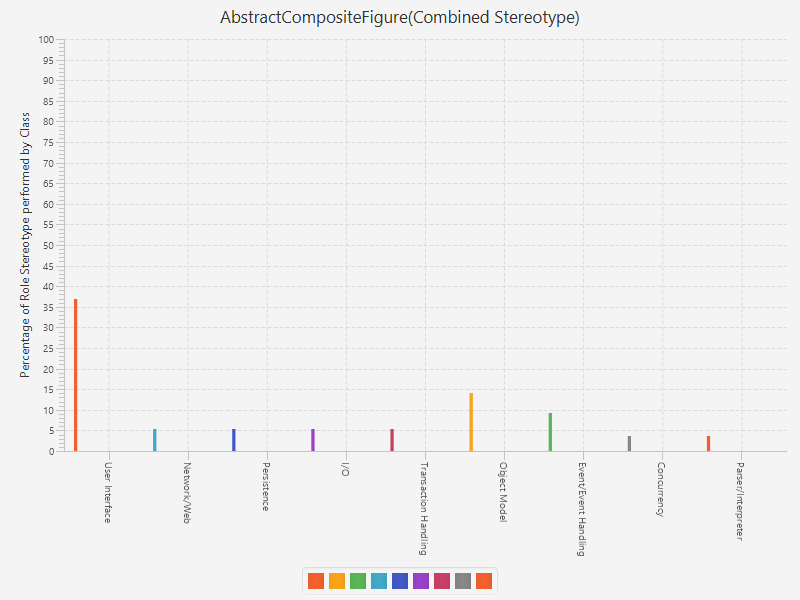 AbstractCompositeFigure(Combined Stereotype)
Percentage of Role Stereotype performed by Class
100
95
90
85
80
75
70
65
60
55
50
45
40
35
30
25
20
15
10
5
0
User Interface
Network/Web
Persistence
I/O
Transaction Handling
Object Model
Event/Event Handling
Concurrency
Parser/Interpreter